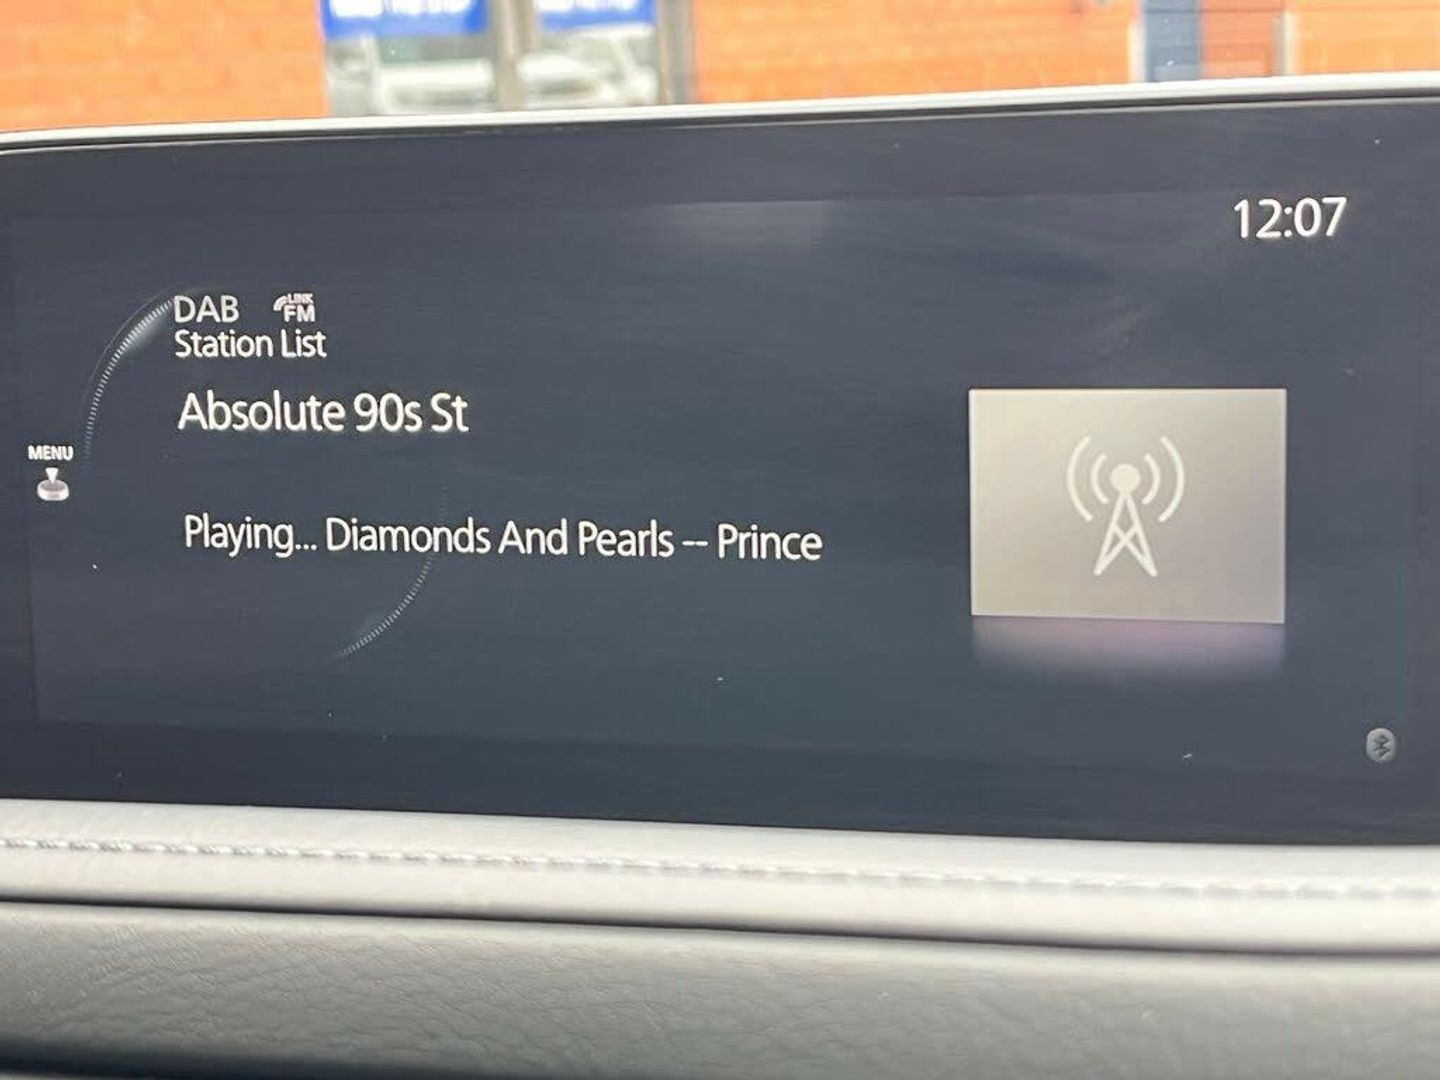 12:07
DAB LINK FM
Station List
Absolute 90s St
MENU
Playing... Diamonds And Pearls -- Prince